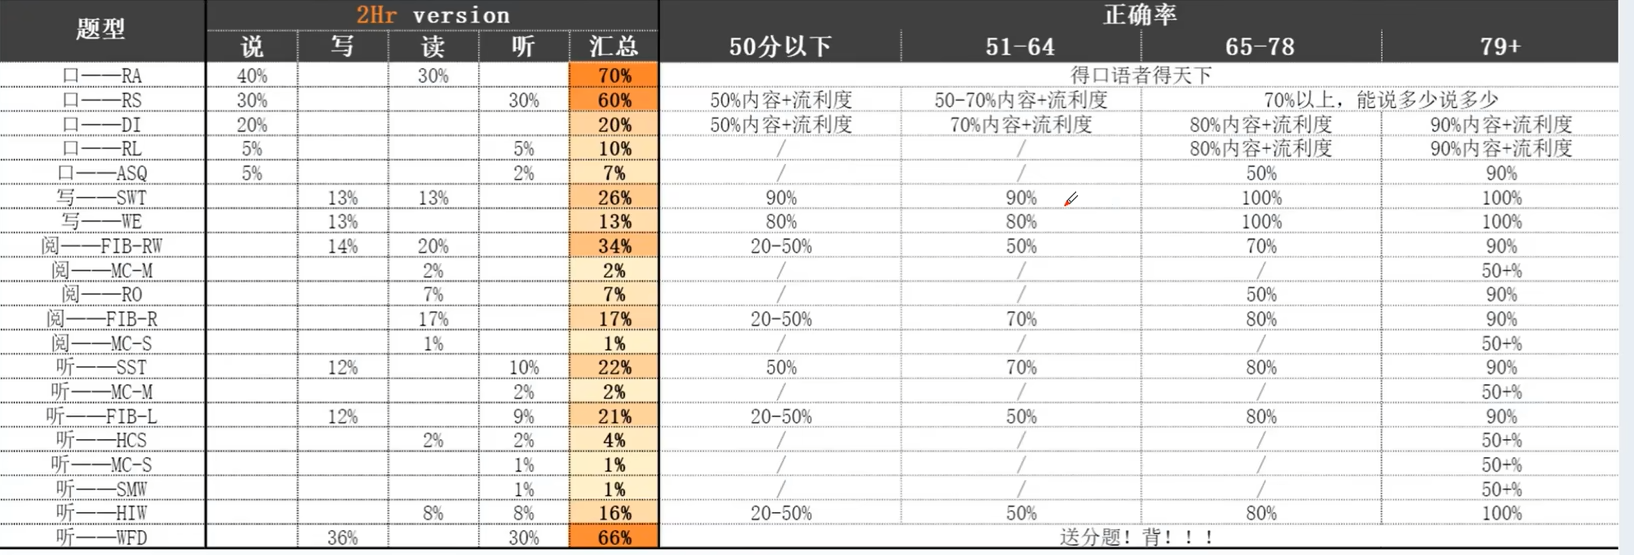 题型 2Hr version 正确率
说 写 读 听 汇总 50分以下 51-64 65-78 79+
口——RA 40% 30% 70% 得口语者得天下
口——RS 30% 30% 60% 50%内容+流利度 50-70%内容+流利度 70%以上，能说多少说多少
口——DI 20% 20% 50%内容+流利度 70%内容+流利度 80%内容+流利度 90%内容+流利度
口——RL 5% 5% 10% / / 80%内容+流利度 90%内容+流利度
口——ASQ 5% 2% 7% / / 50% 90%
写——SWT 13% 13% 26% 90% 90% 100% 100%
写——WE 13% 13% 80% 80% 100% 100%
阅——FIB-RW 14% 20% 34% 20-50% 50% 70% 90%
阅——MC-M 2% 2% / / / 50+%
阅——RO 7% 7% / / 50% 90%
阅——FIB-R 17% 17% 20-50% 70% 80% 90%
阅——MC-S 1% 1% / / / 50+%
听——SST 12% 10% 22% 50% 70% 80% 90%
听——MC-M 2% 2% / / / 50+%
听——FIB-L 12% 9% 21% 20-50% 50% 80% 90%
听——HCS 2% 2% 4% / / / 50+%
听——MC-S 1% 1% / / / 50+%
听——SMW 1% 1% / / / 50+%
听——HIW 8% 8% 16% 20-50% 50% 80% 100%
听——WFD 36% 30% 66% 送分题！背！！！